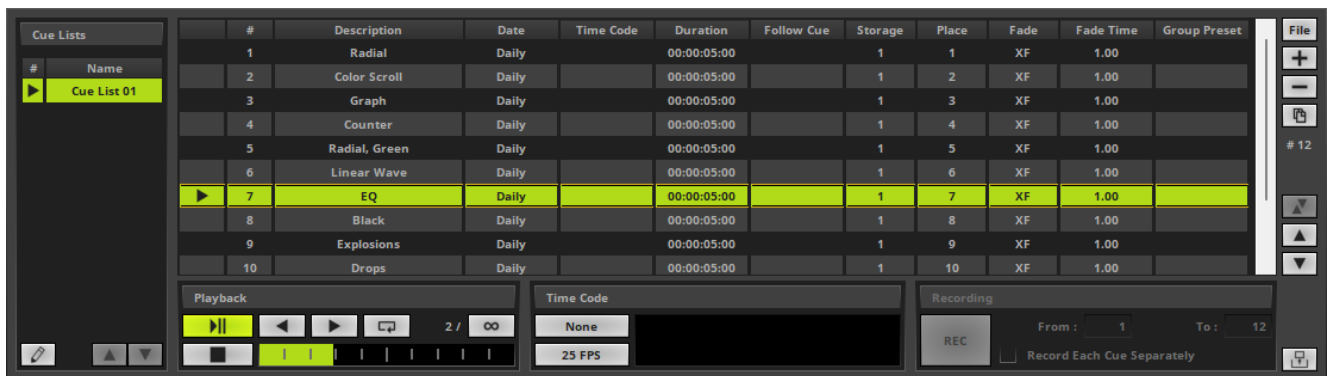 Cue Lists
# Name
Cue List 01
# Description Date Time Code Duration Follow Cue Storage Place Fade Fade Time Group Preset
1 Radial Daily 00:00:05:00 1 1 XF 1.00
2 Color Scroll Daily 00:00:05:00 1 2 XF 1.00
3 Graph Daily 00:00:05:00 1 3 XF 1.00
4 Counter Daily 00:00:05:00 1 4 XF 1.00
5 Radial, Green Daily 00:00:05:00 1 5 XF 1.00
6 Linear Wave Daily 00:00:05:00 1 6 XF 1.00
7 EQ Daily 00:00:05:00 1 7 XF 1.00
8 Black Daily 00:00:05:00 1 8 XF 1.00
9 Explosions Daily 00:00:05:00 1 9 XF 1.00
10 Drops Daily 00:00:05:00 1 10 XF 1.00
File
# 12
Playback
2 / ∞
Time Code
None
25 FPS
Recording
REC
From : 1 To : 12
Record Each Cue Separately